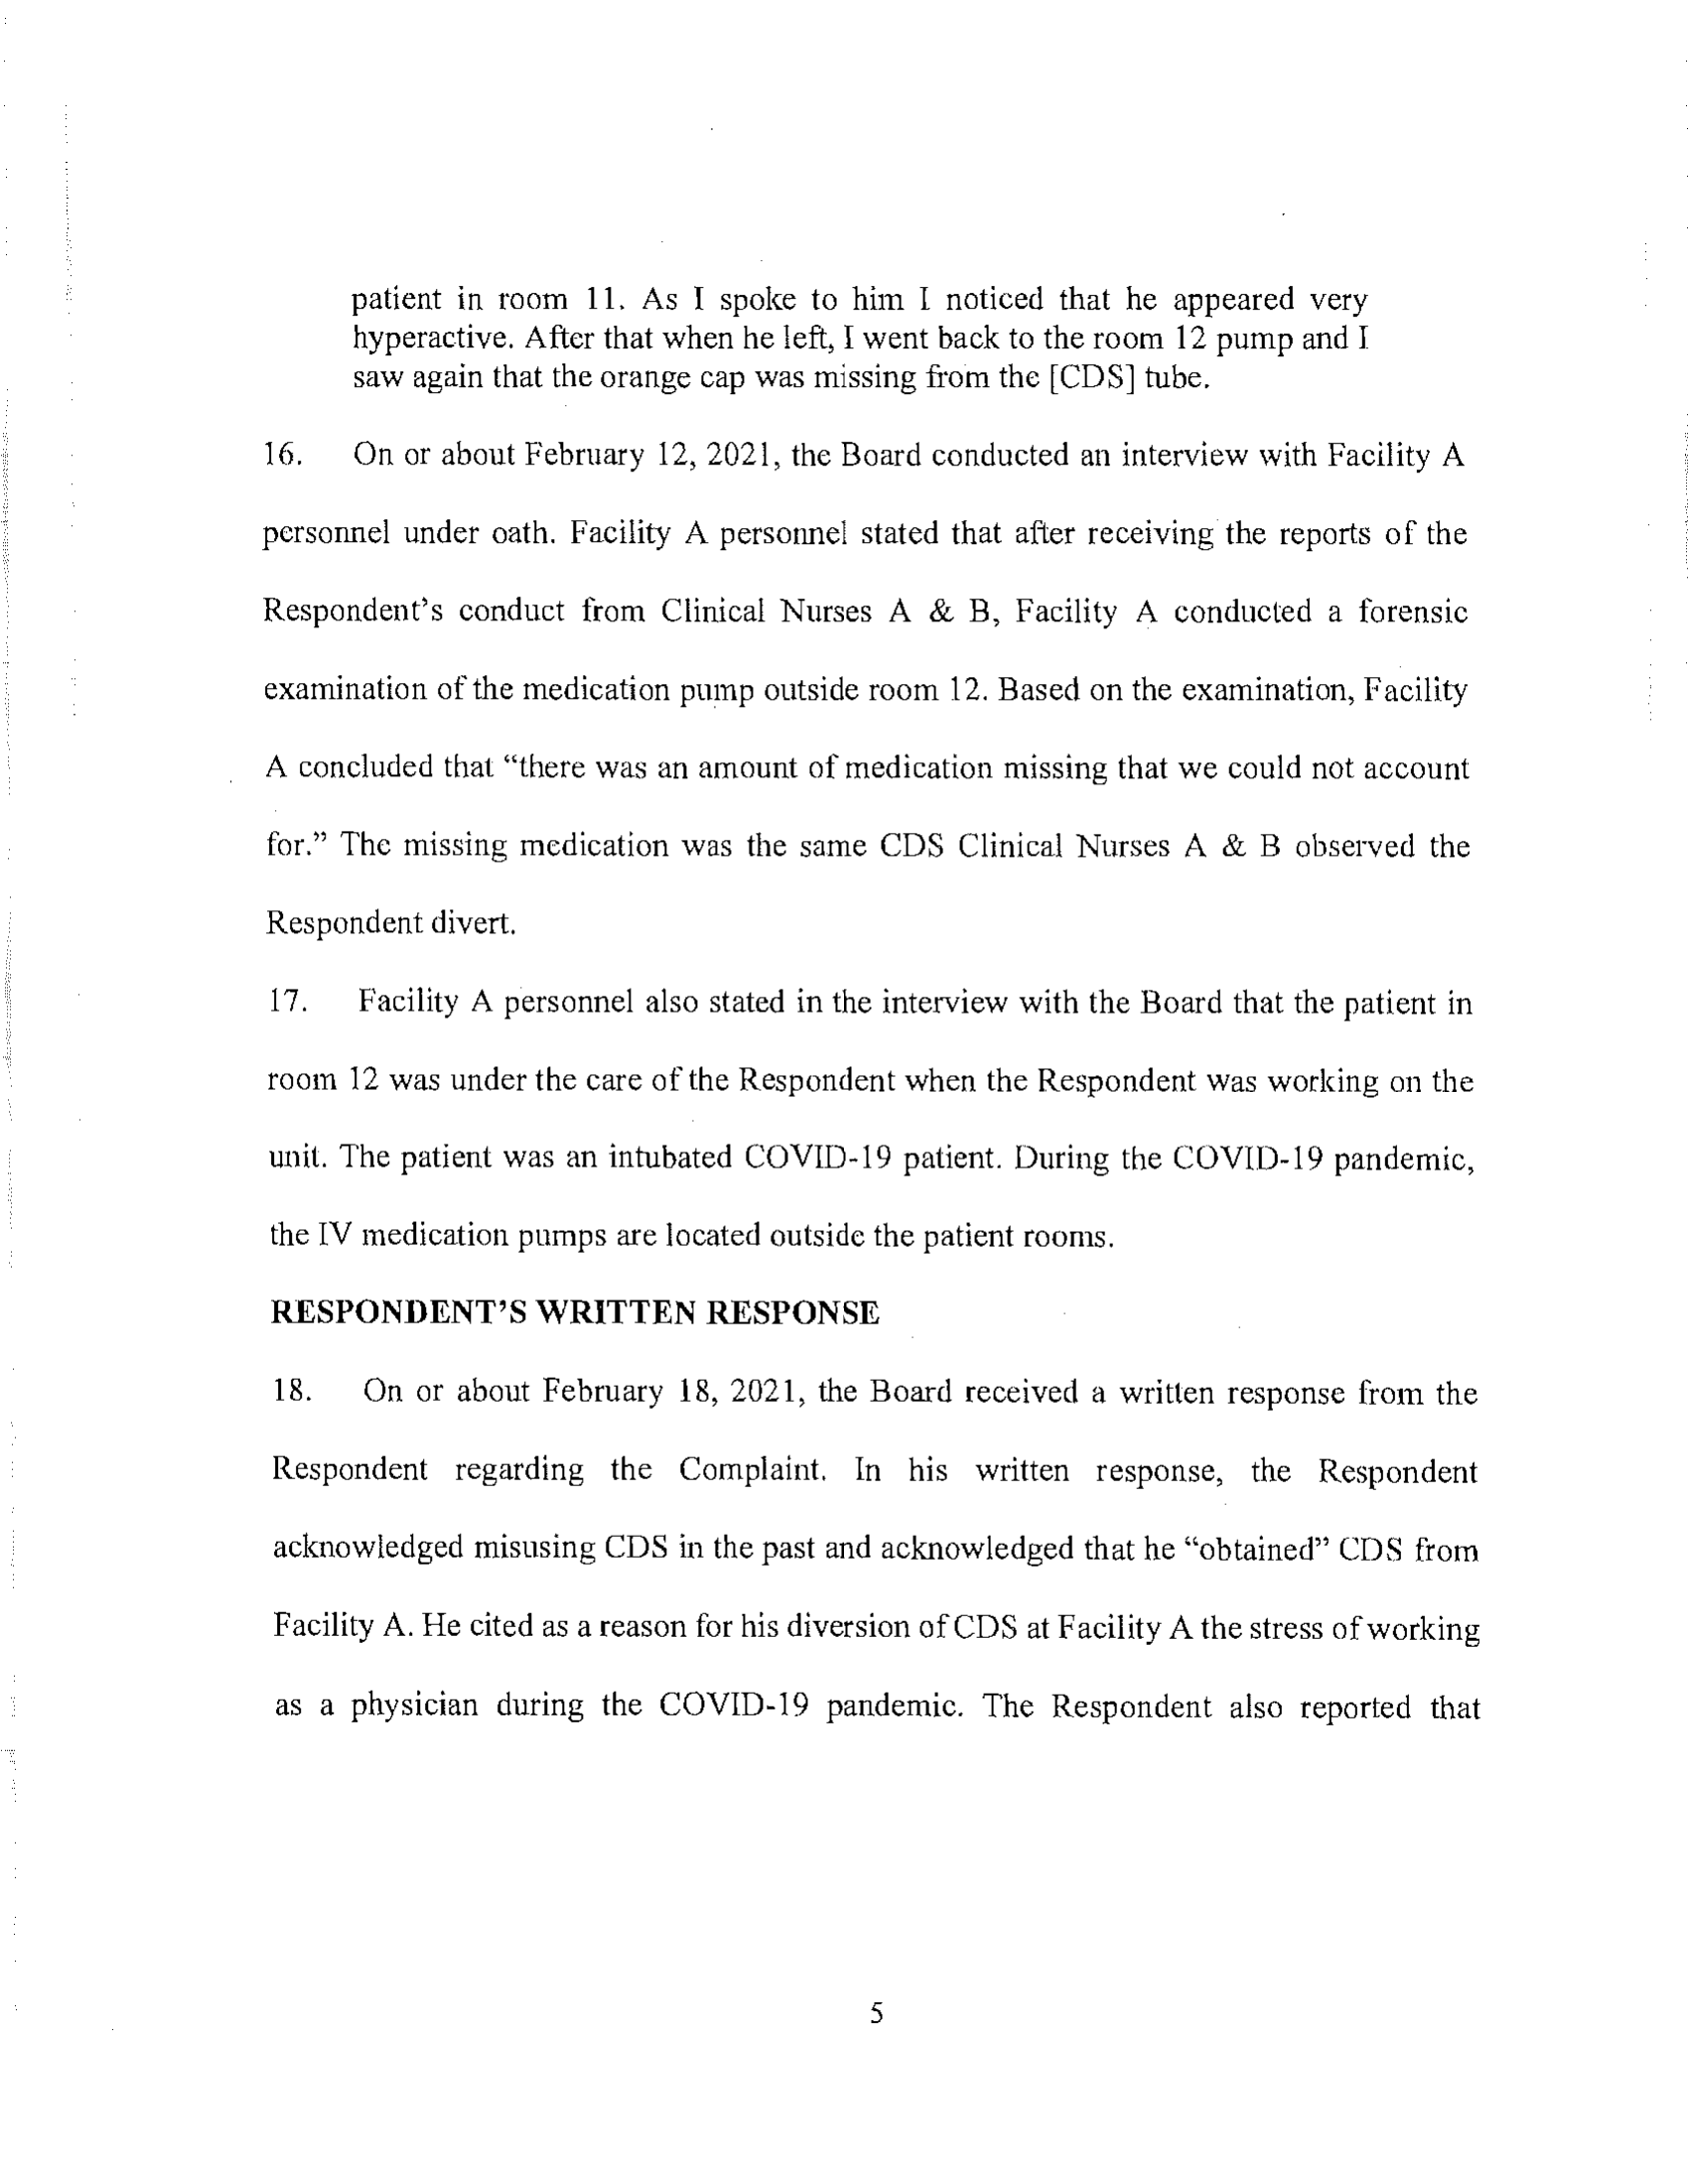 patient in room 11. As I spoke to him I noticed that he appeared very
hyperactive. After that when he left, I went back to the room 12 pump and I
saw again that the orange cap was missing from the [CDS] tube.
16. On or about February 12, 2021, the Board conducted an interview with Facility A
personnel under oath. Facility A personnel stated that after receiving the reports of the
Respondent's conduct from Clinical Nurses A & B, Facility A conducted a forensic
examination of the medication pump outside room 12. Based on the examination, Facility
A concluded that “there was an amount of medication missing that we could not account
for.” The missing medication was the same CDS Clinical Nurses A & B observed the
Respondent divert.
17. Facility A personnel also stated in the interview with the Board that the patient in
room 12 was under the care of the Respondent when the Respondent was working on the
unit. The patient was an intubated COVID-19 patient. During the COVID-19 pandemic,
the IV medication pumps are located outside the patient rooms.
RESPONDENT'S WRITTEN RESPONSE
18. On or about February 18, 2021, the Board received a written response from the
Respondent regarding the Complaint. In his written response, the Respondent
acknowledged misusing CDS in the past and acknowledged that he “obtained” CDS from
Facility A. He cited as a reason for his diversion of CDS at Facility A the stress of working
as a physician during the COVID-19 pandemic. The Respondent also reported that
5